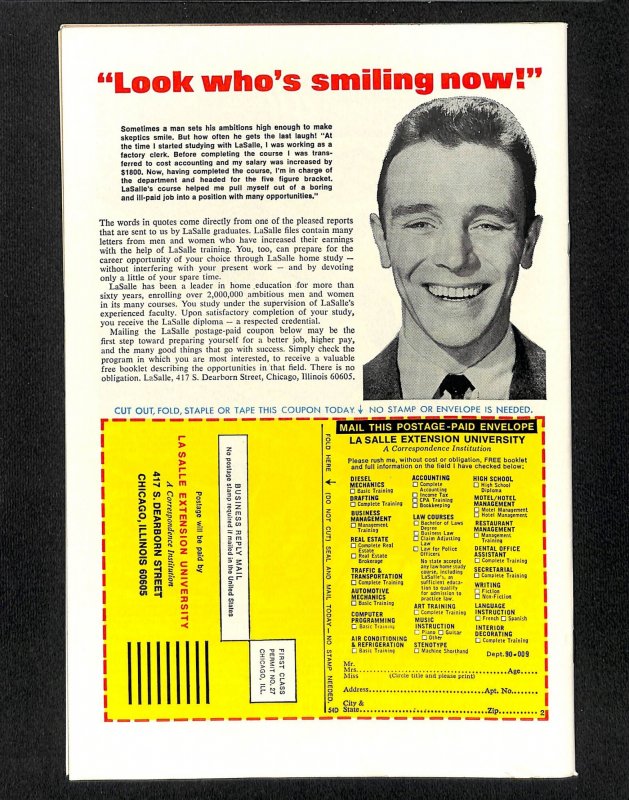 “Look who’s smiling now!”
Sometimes a man sets his ambitions high enough to make
skeptics smile. But how often he gets the last laugh! “At
the time I started studying with LaSalle, I was working as a
factory clerk. Before completing the course I was trans-
ferred to cost accounting and my salary was increased by
$1800. Now, having completed the course, I’m in charge of
the department and headed for the five figure bracket.
LaSalle’s course helped me pull myself out of a boring
and ill-paid job into a position with many opportunities.”
The words in quotes come directly from one of the pleased reports
that are sent to us by LaSalle graduates. LaSalle files contain many
letters from men and women who have increased their earnings
with the help of LaSalle training. You, too, can prepare for the
career opportunity of your choice through LaSalle home study —
without interfering with your present work — and by devoting
only a little of your spare time.
LaSalle has been a leader in home education for more than
sixty years, enrolling over 2,000,000 ambitious men and women
in its many courses. You study under the supervision of LaSalle’s
experienced faculty. Upon satisfactory completion of your study,
you receive the LaSalle diploma — a respected credential.
Mailing the LaSalle postage-paid coupon below may be the
first step toward preparing yourself for a better job, higher pay,
and the many good things that go with success. Simply check the
program in which you are most interested, to receive a valuable
free booklet describing the opportunities in that field. There is no
obligation. LaSalle, 417 S. Dearborn Street, Chicago, Illinois 60605.
CUT OUT, FOLD, STAPLE OR TAPE THIS COUPON TODAY ↓ NO STAMP OR ENVELOPE IS NEEDED.
FIRST CLASS
PERMIT NO. 27
CHICAGO, ILL.
BUSINESS REPLY MAIL
No postage stamp required if mailed in the United States
Postage will be paid by
LA SALLE EXTENSION UNIVERSITY
A Correspondence Institution
417 S. DEARBORN STREET
CHICAGO, ILLINOIS 60605
FOLD HERE → (DO NOT CUT) SEAL AND MAIL TODAY—NO STAMP NEEDED.
54D
MAIL THIS POSTAGE-PAID ENVELOPE
LA SALLE EXTENSION UNIVERSITY
A Correspondence Institution
Please rush me, without cost or obligation, FREE booklet
and full information on the field I have checked below:
DIESEL
MECHANICS
☐ Basic Training
DRAFTING
☐ Complete Training
BUSINESS
MANAGEMENT
☐ Management
Training
REAL ESTATE
☐ Complete Real
Estate
☐ Real Estate
Brokerage
TRAFFIC &
TRANSPORTATION
☐ Complete Training
AUTOMOTIVE
MECHANICS
☐ Basic Training
COMPUTER
PROGRAMMING
☐ Basic Training
AIR CONDITIONING
& REFRIGERATION
☐ Basic Training
ACCOUNTING
☐ Complete
Accounting
☐ Income Tax
☐ CPA Training
☐ Bookkeeping
LAW COURSES
☐ Bachelor of Laws
Degree
☐ Business Law
☐ Claim Adjusting
Law
☐ Law for Police
Officers
No state accepts
any law home study
course, including
LaSalle’s, as
sufficient educa-
tion to qualify
for admission to
practice law.
ART TRAINING
☐ Complete Training
MUSIC
INSTRUCTION
☐ Piano ☐ Guitar
☐ Other
STENOTYPE
☐ Machine Shorthand
HIGH SCHOOL
☐ High School
Diploma
MOTEL/HOTEL
MANAGEMENT
☐ Motel Management
☐ Hotel Management
RESTAURANT
MANAGEMENT
☐ Management
Training
DENTAL OFFICE
ASSISTANT
☐ Complete Training
SECRETARIAL
☐ Complete Training
WRITING
☐ Fiction
☐ Non-Fiction
LANGUAGE
INSTRUCTION
☐ French ☐ Spanish
INTERIOR
DECORATING
☐ Complete Training
Dept. 90-009
Mr.
Mrs. Age
Miss (Circle title and please print)
Address Apt. No.
City &
State Zip
2